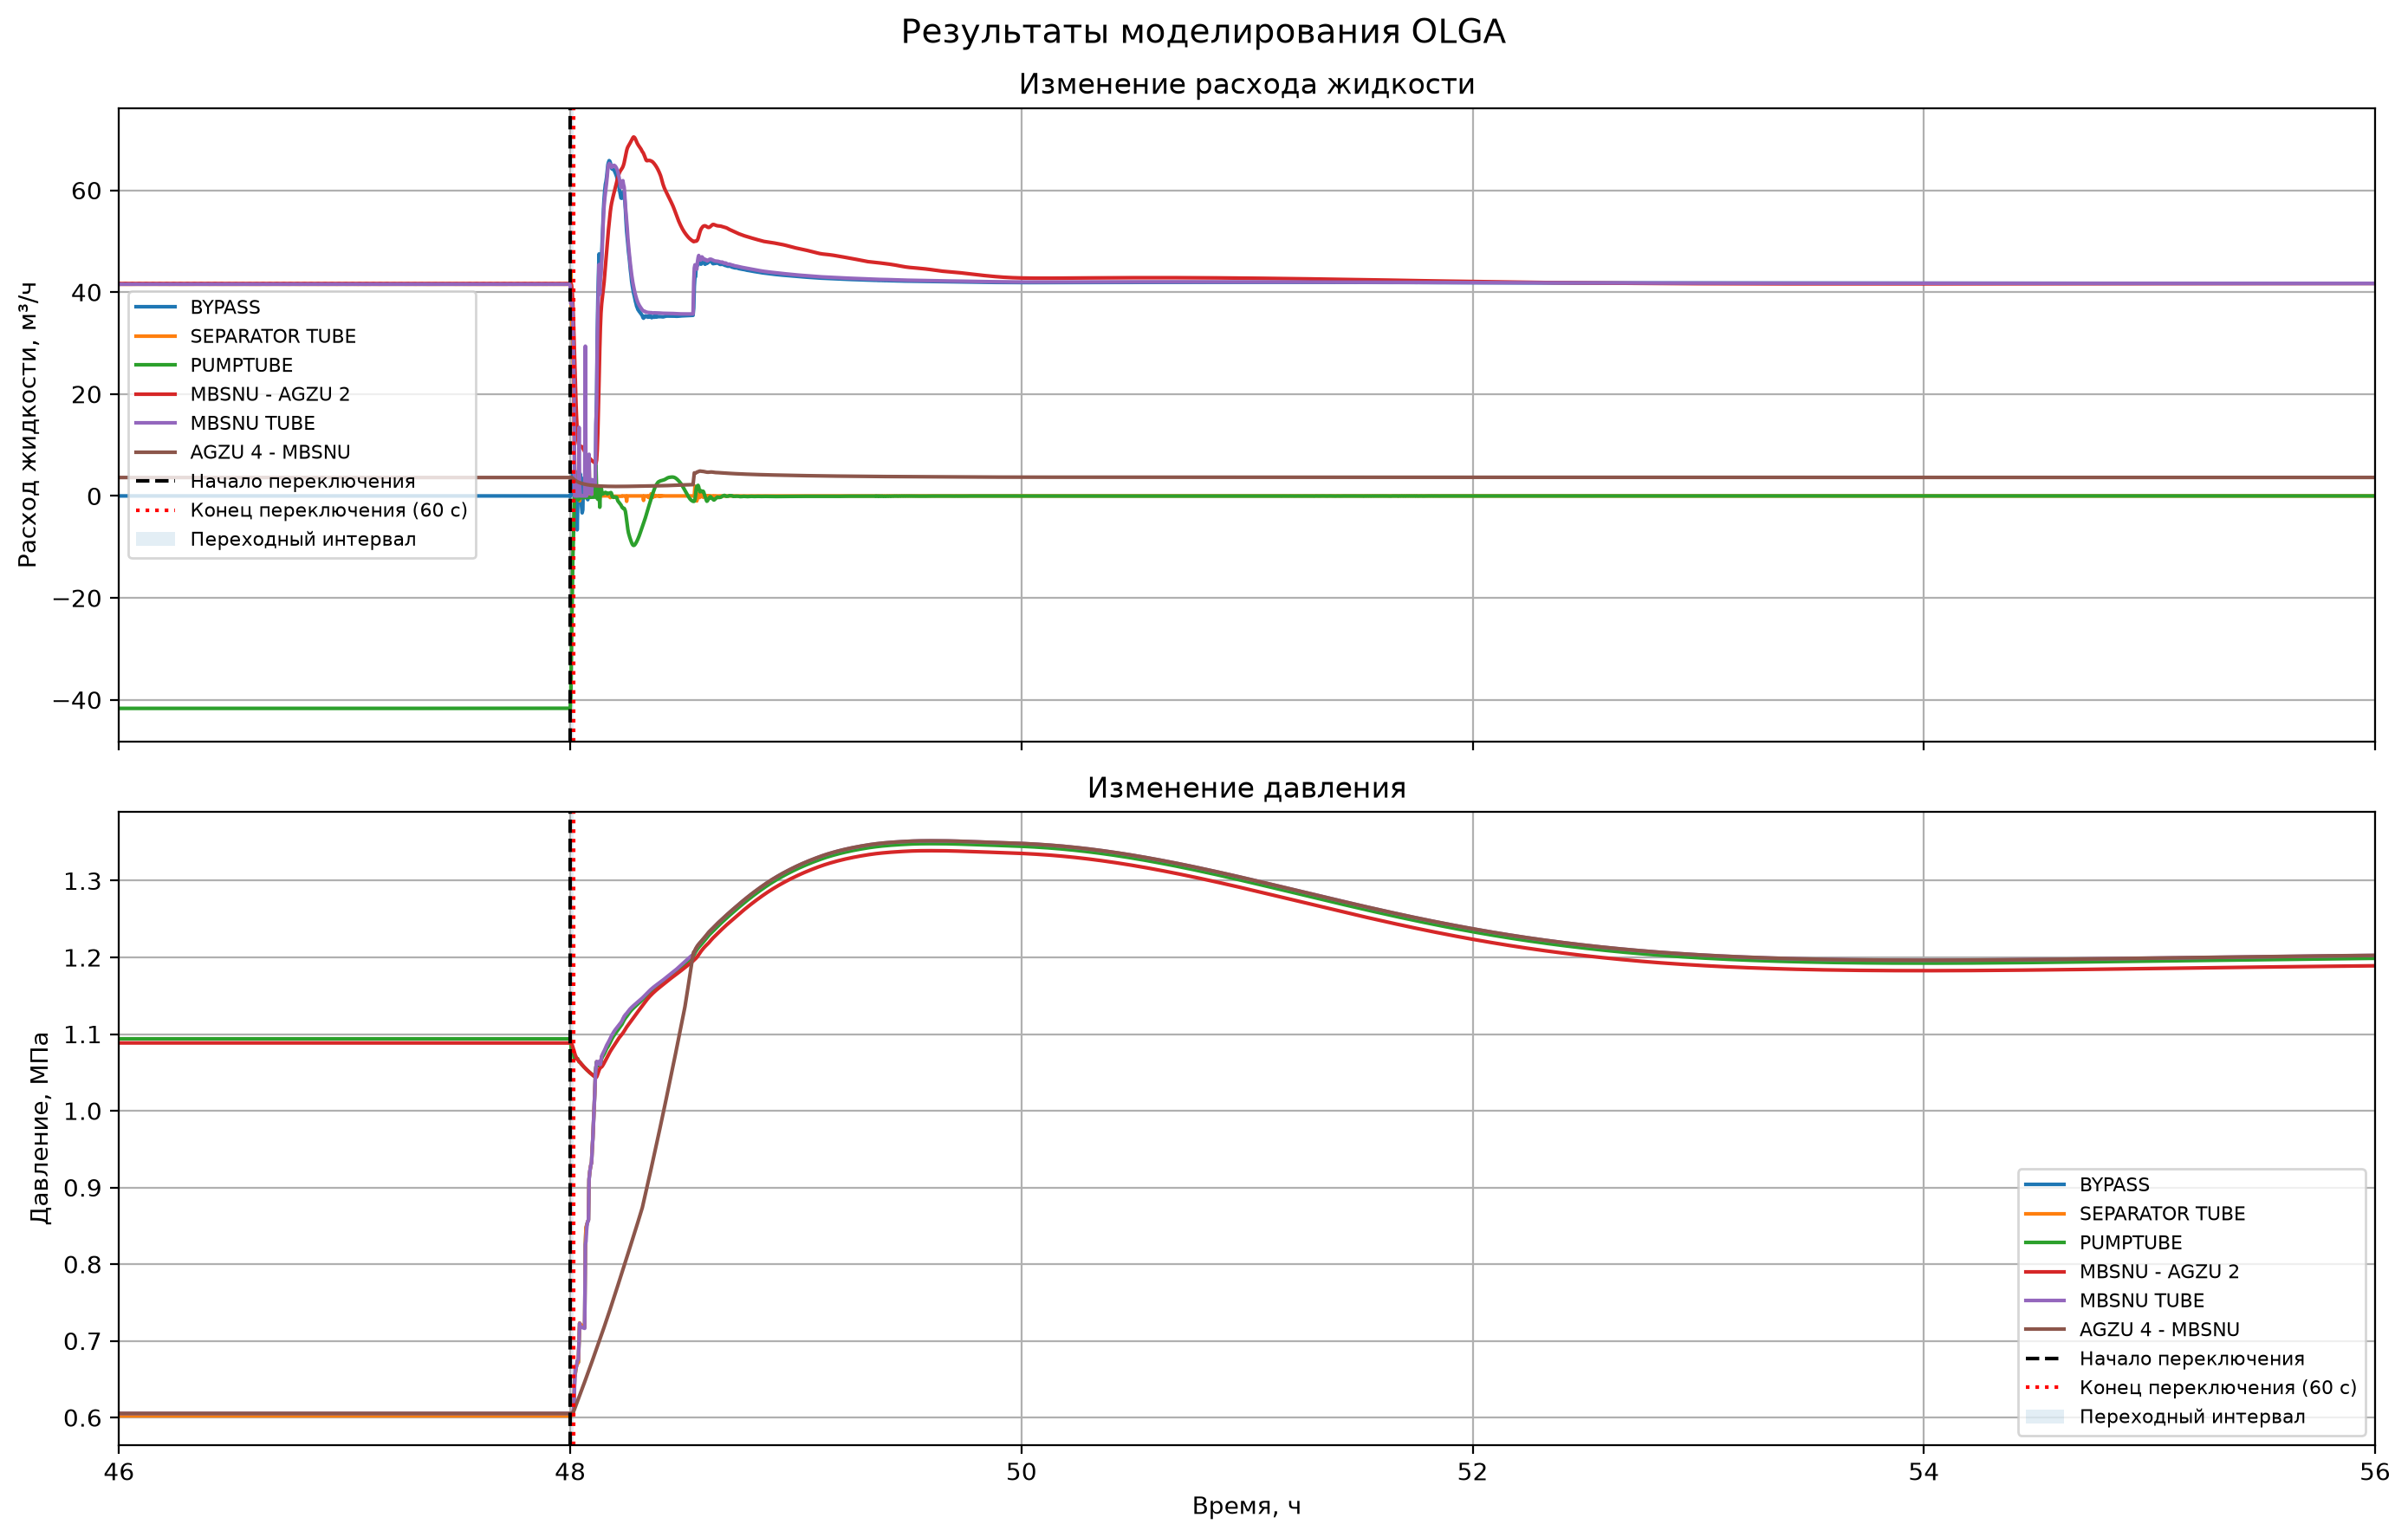 Результаты моделирования OLGA
Изменение расхода жидкости
Расход жидкости, м³/ч
60
40
20
0
−20
−40
BYPASS
SEPARATOR TUBE
PUMPTUBE
MBSNU - AGZU 2
MBSNU TUBE
AGZU 4 - MBSNU
Начало переключения
Конец переключения (60 с)
Переходный интервал
Изменение давления
Давление, МПа
1.3
1.2
1.1
1.0
0.9
0.8
0.7
0.6
BYPASS
SEPARATOR TUBE
PUMPTUBE
MBSNU - AGZU 2
MBSNU TUBE
AGZU 4 - MBSNU
Начало переключения
Конец переключения (60 с)
Переходный интервал
46 48 50 52 54 56
Время, ч